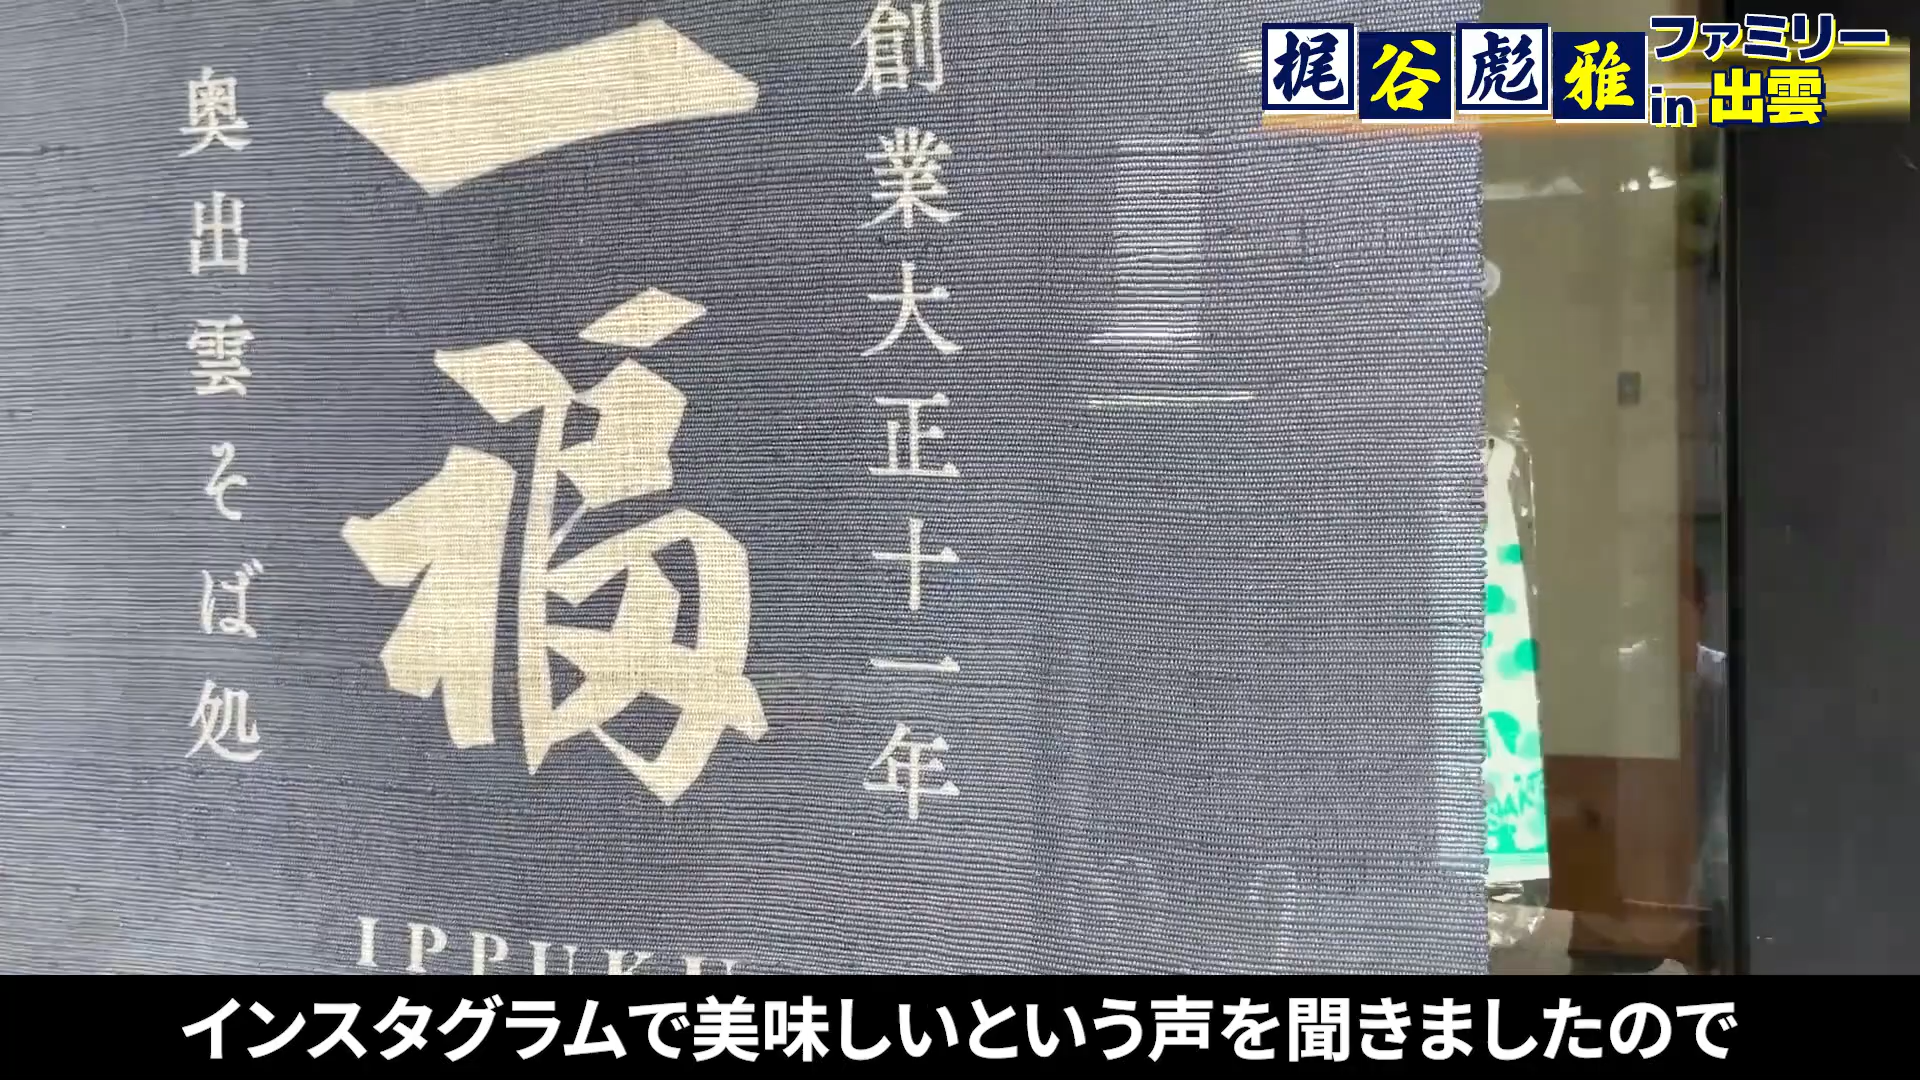 梶谷彪雅
ファミリー
in 出雲
創業大正十一年
一福
奥出雲そば処
IPPUKU
インスタグラムで美味しいという声を聞きましたので